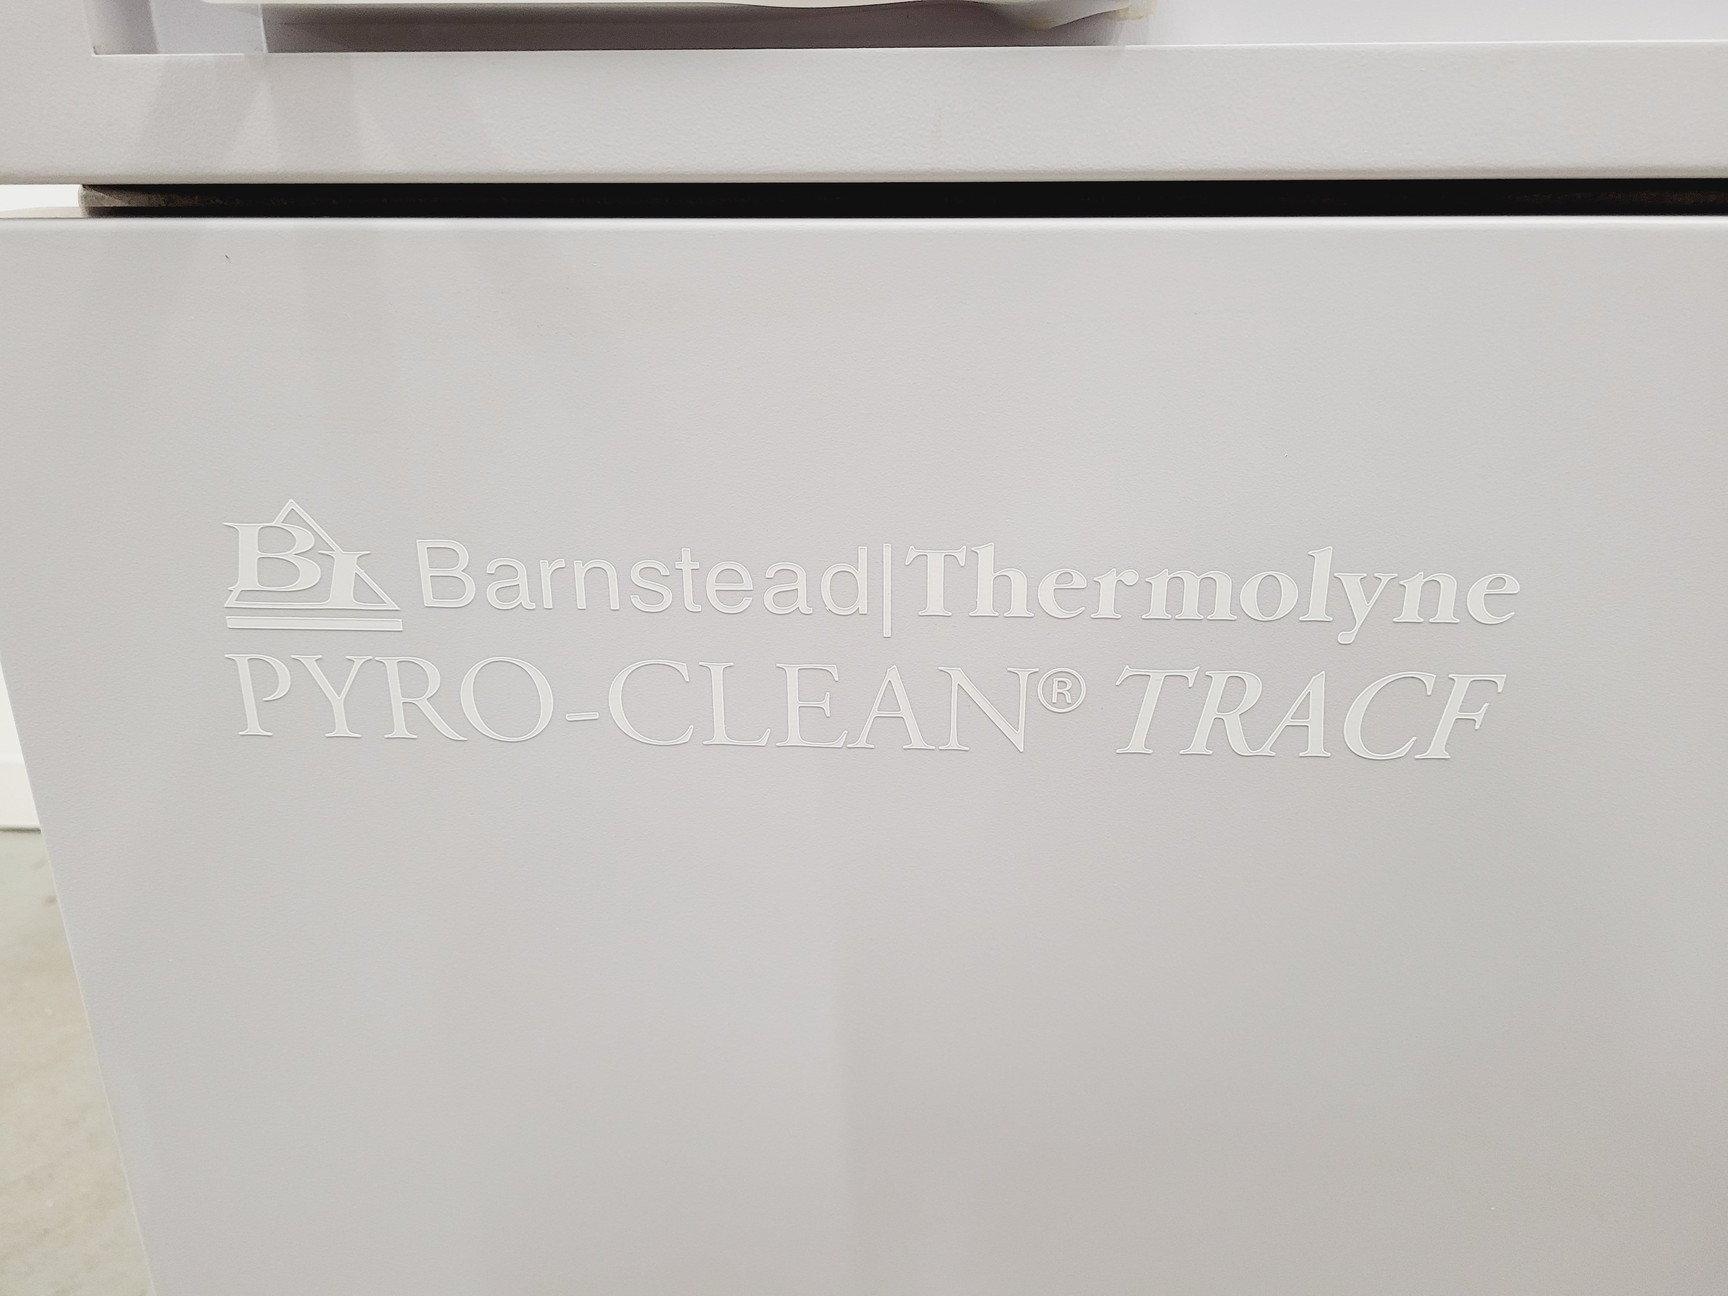 BI Barnstead|Thermolyne
PYRO-CLEAN® TRACF